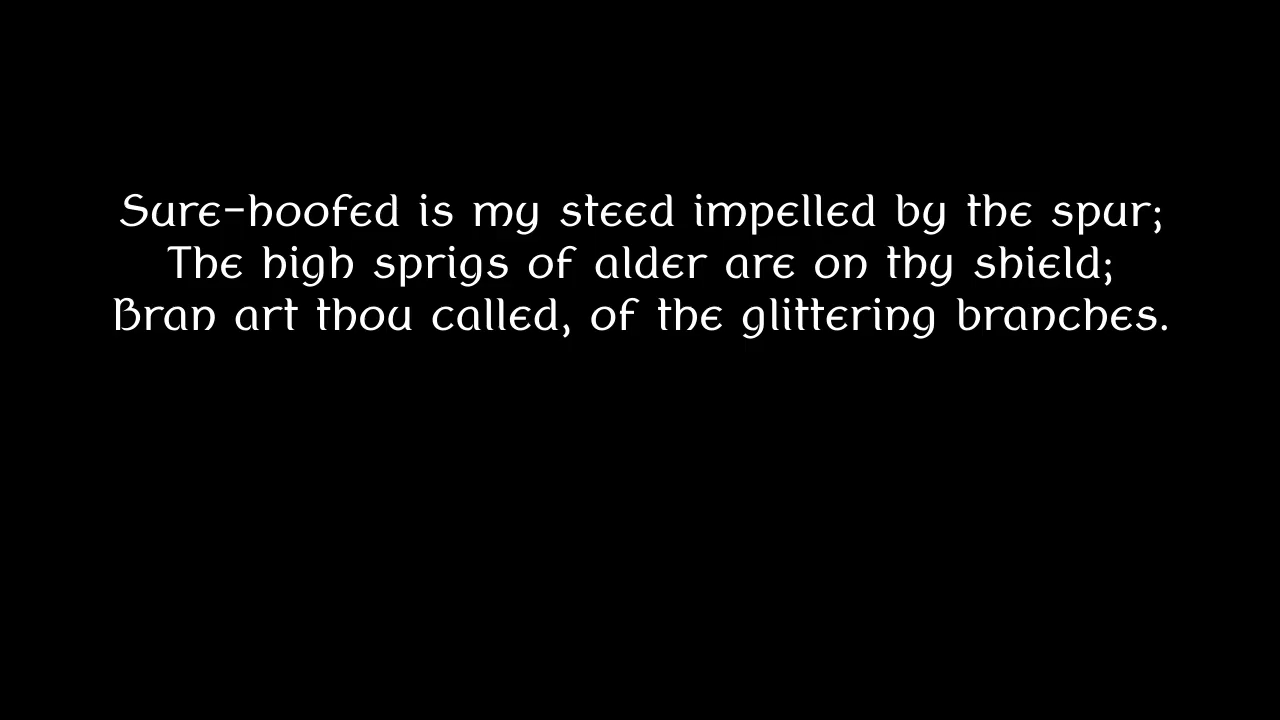 Sure-hoofed is my steed impelled by the spur;
The high sprigs of alder are on thy shield;
Bran art thou called, of the glittering branches.